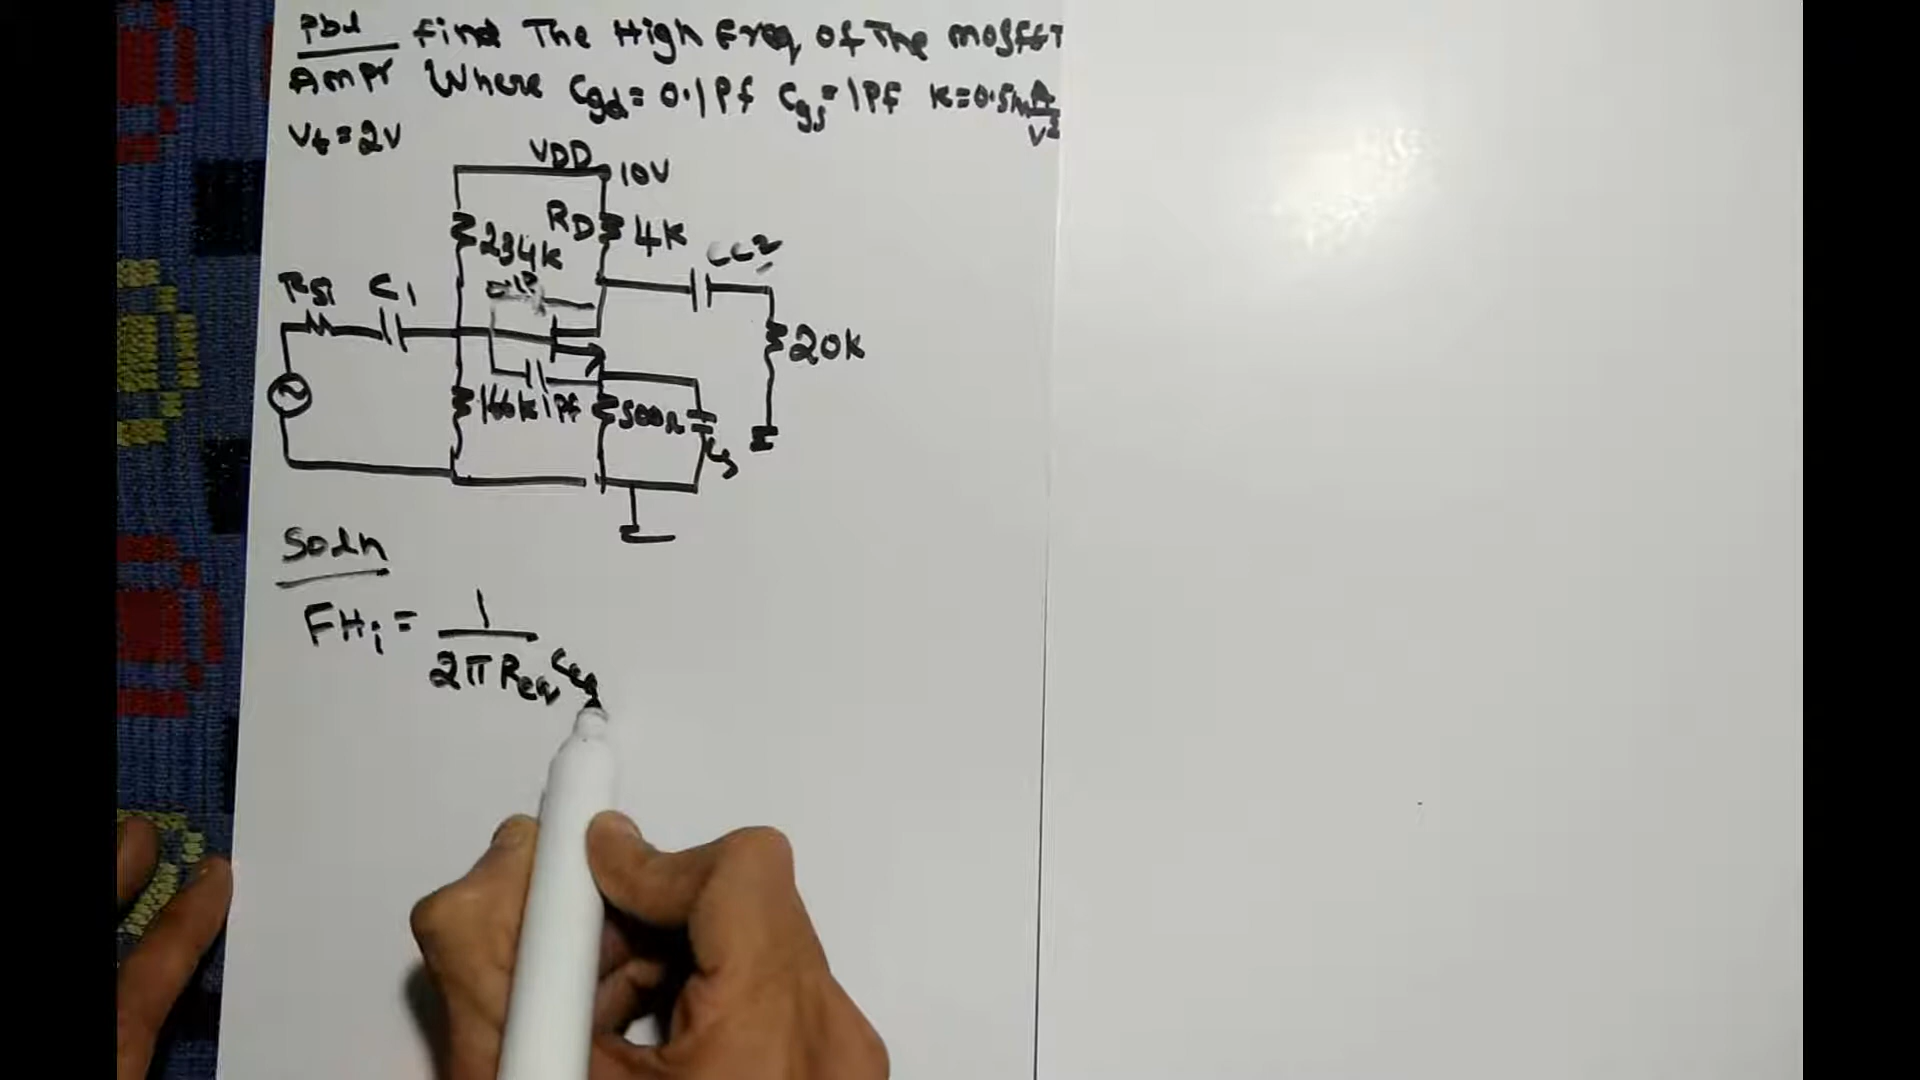 Pbl find The High Freq of The MOSFET
Ampr Where Cgd = 0.1Pf Cgs = 1Pf K = 0.5mA/V²
Vt = 2V
VDD 10V
RD 4K
234K
CC2
Rsi C1
20K
166K 1Pf 500Ω
Cs
Soln
FHi = 1/2π Req Ceq